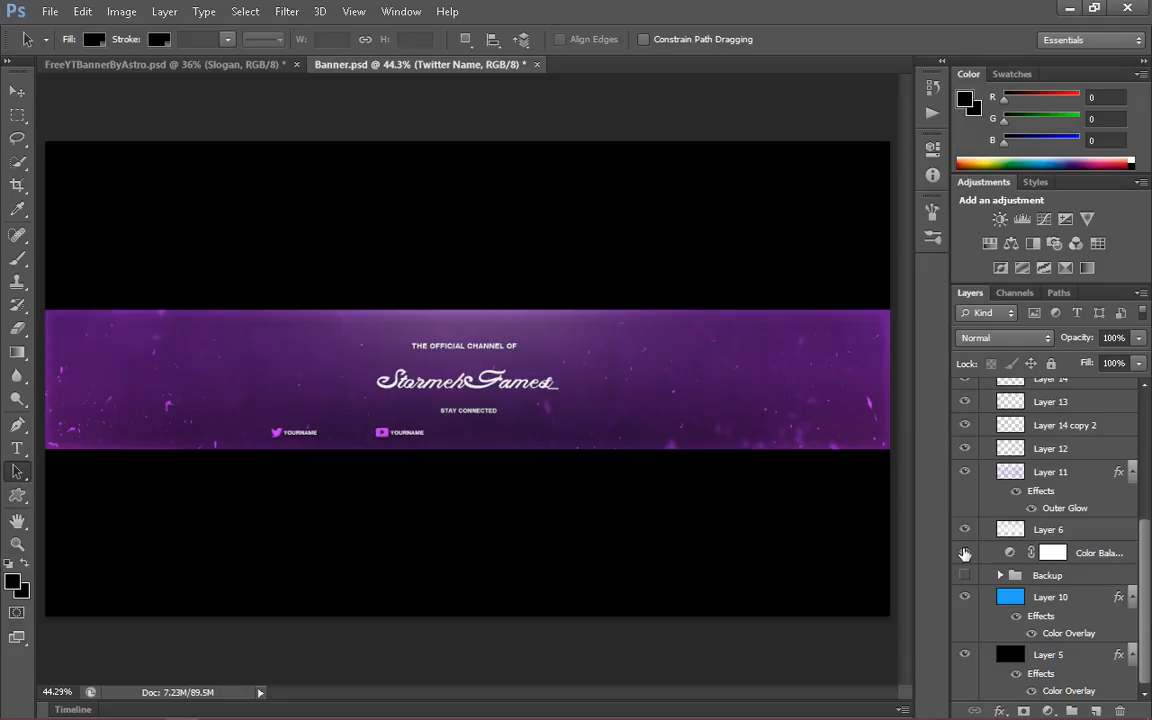 Ps File Edit Image Layer Type Select Filter 3D View Window Help
Fill: Stroke: W: H: Align Edges Constrain Path Dragging Essentials
FreeYTBannerByAstro.psd @ 36% (Slogan, RGB/8) * × Banner.psd @ 44.3% (Twitter Name, RGB/8) * ×
Color Swatches
R 0
G 0
B 0
Adjustments Styles
Add an adjustment
Layers Channels Paths
Kind
Normal Opacity: 100%
Lock: Fill: 100%
Layer 14
Layer 13
Layer 14 copy 2
Layer 12
Layer 11 fx
Effects
Outer Glow
Layer 6
Color Bala...
Backup
Layer 10 fx
Effects
Color Overlay
Layer 5 fx
Effects
Color Overlay
THE OFFICIAL CHANNEL OF
STAY CONNECTED
YOURNAME YOURNAME
44.29% Doc: 7.23M/89.5M
Timeline